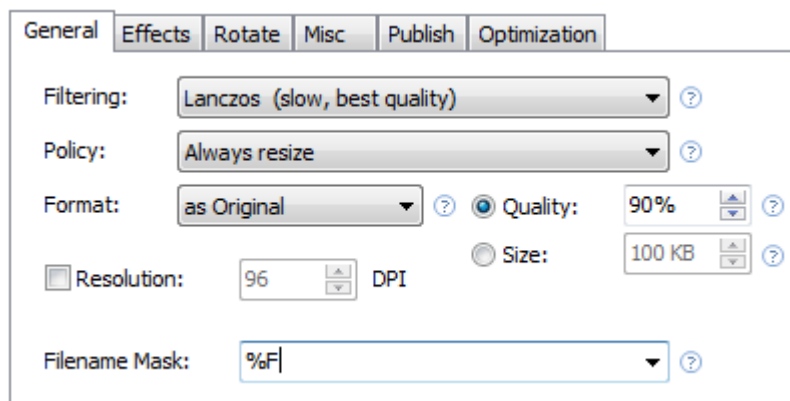 General Effects Rotate Misc Publish Optimization
Filtering: Lanczos (slow, best quality) ?
Policy: Always resize ?
Format: as Original ? Quality: 90% ?
Size: 100 KB ?
Resolution: 96 DPI
Filename Mask: %F ?